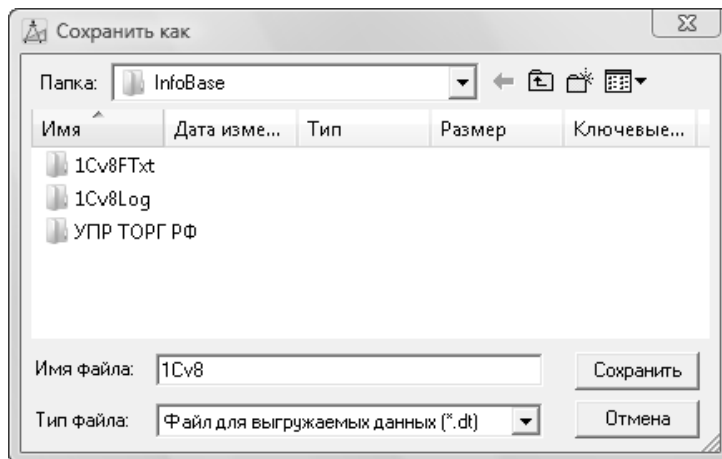 Сохранить как
Папка: InfoBase
Имя Дата изме... Тип Размер Ключевые...
1Cv8FTxt
1Cv8Log
УПР ТОРГ РФ
Имя файла: 1Cv8 Сохранить
Тип файла: Файл для выгружаемых данных (*.dt) Отмена